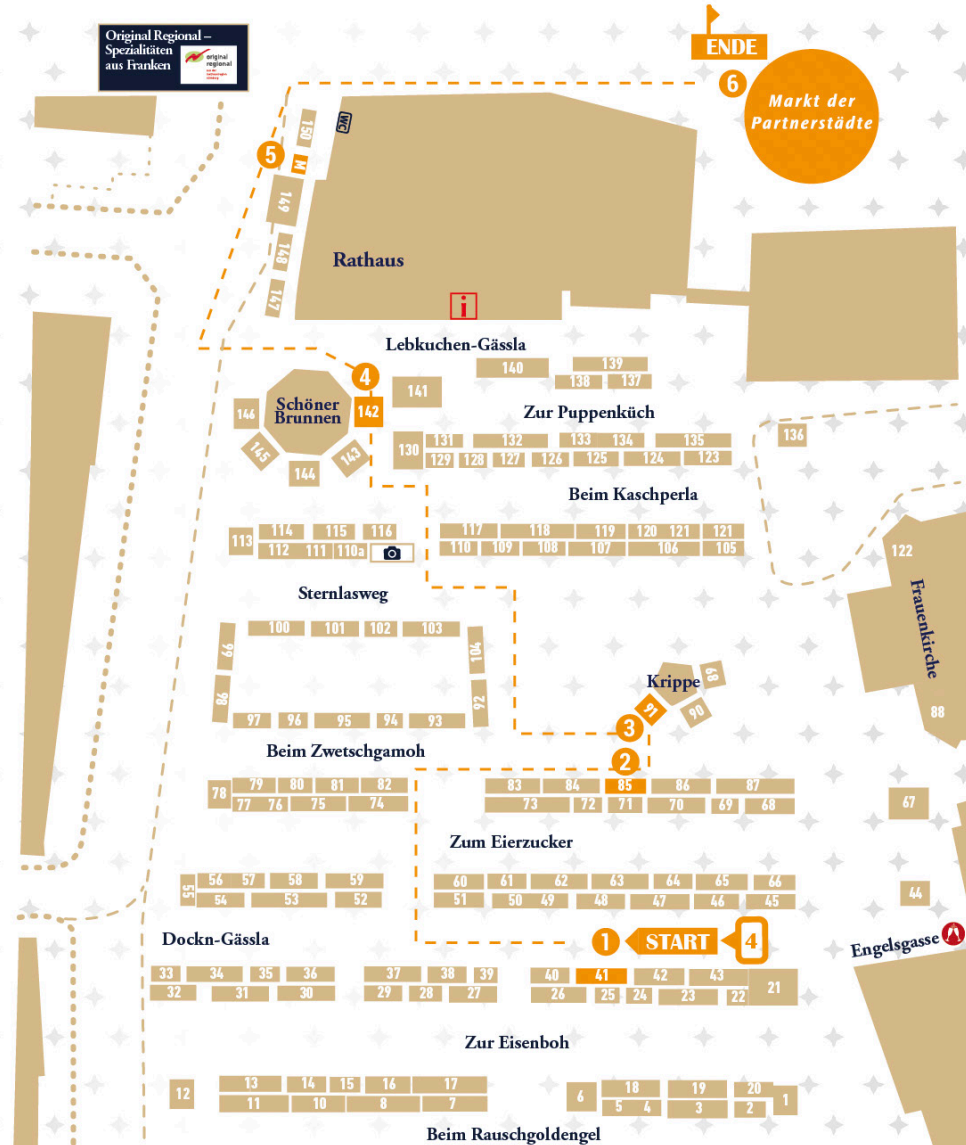 Original Regional –
Spezialitäten
aus Franken
original
regional
ENDE
6
Markt der
Partnerstädte
WC
150
5
M
149
148
147
Rathaus
i
Lebkuchen-Gässla
4
140
139
138 137
141
142
Schöner
Brunnen
146
145
144
143
Zur Puppenküch
130
131 132 133 134 135
129 128 127 126 125 124 123
136
Beim Kaschperla
113
114 115 116
112 111 110a
117 118 119 120 121 121
110 109 108 107 106 105
122
Frauenkirche
88
Sternlasweg
100 101 102 103
99
98
104
92
97 96 95 94 93
Krippe
89
90
91
3
2
Beim Zwetschgamoh
78
79 80 81 82
77 76 75 74
83 84 85 86 87
73 72 71 70 69 68
67
Zum Eierzucker
55
56 57 58 59
54 53 52
60 61 62 63 64 65 66
51 50 49 48 47 46 45
44
Dockn-Gässla
1
START
4
Engelsgasse
33 34 35 36
32 31 30
37 38 39
29 28 27
40 41 42 43
26 25 24 23 22
21
Zur Eisenboh
12
13 14 15 16 17
11 10 8 7
6
18 19 20
5 4 3 2
1
Beim Rauschgoldengel